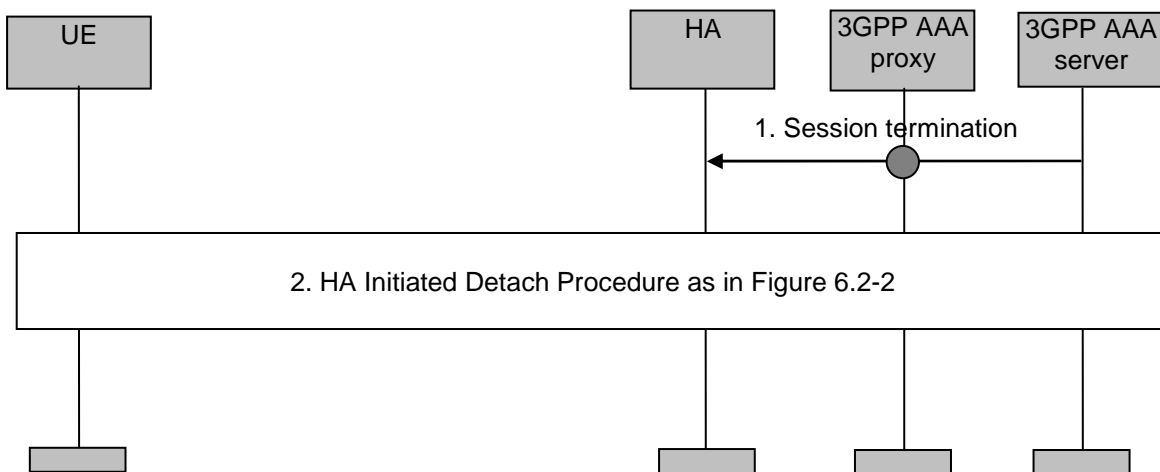 UE
HA
3GPP AAA
proxy
3GPP AAA
server
1. Session termination
2. HA Initiated Detach Procedure as in Figure 6.2-2